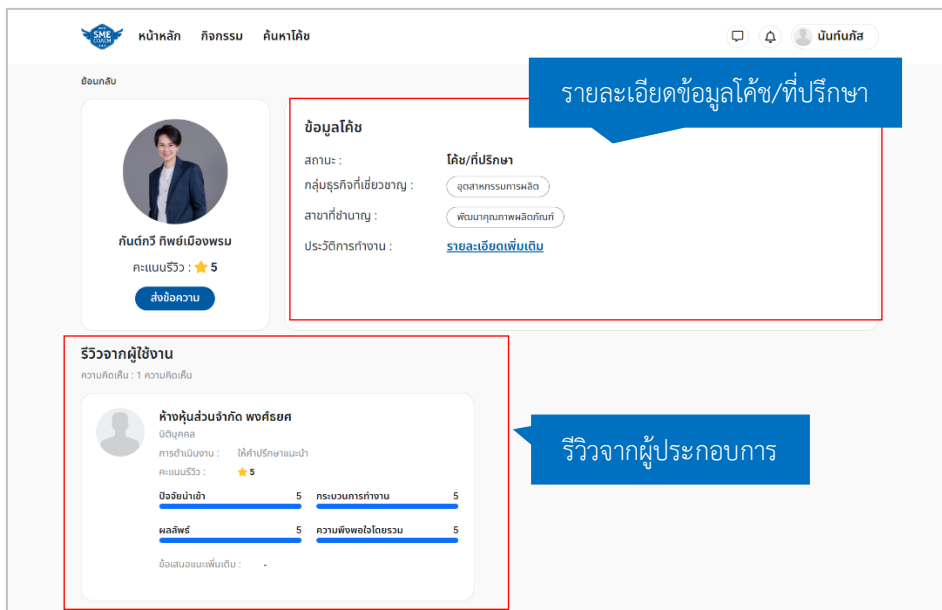 SME COACH หน้าหลัก กิจกรรม ค้นหาโค้ช นันท์นภัส
ย้อนกลับ
รายละเอียดข้อมูลโค้ช/ที่ปรึกษา
กันต์กวี ทิพย์เมืองพรม
คะแนนรีวิว : 5
ส่งข้อความ
ข้อมูลโค้ช
สถานะ : โค้ช/ที่ปรึกษา
กลุ่มธุรกิจที่เชี่ยวชาญ : อุตสาหกรรมการผลิต
สาขาที่ชำนาญ : พัฒนาคุณภาพผลิตภัณฑ์
ประวัติการทำงาน : รายละเอียดเพิ่มเติม
รีวิวจากผู้ใช้งาน
ความคิดเห็น : 1 ความคิดเห็น
ห้างหุ้นส่วนจำกัด พงศ์ธยศ
นิติบุคคล
การดำเนินงาน : ให้คำปรึกษาแนะนำ
คะแนนรีวิว : 5
ปัจจัยนำเข้า 5 กระบวนการทำงาน 5
ผลลัพธ์ 5 ความพึงพอใจโดยรวม 5
ข้อเสนอแนะเพิ่มเติม : -
รีวิวจากผู้ประกอบการ